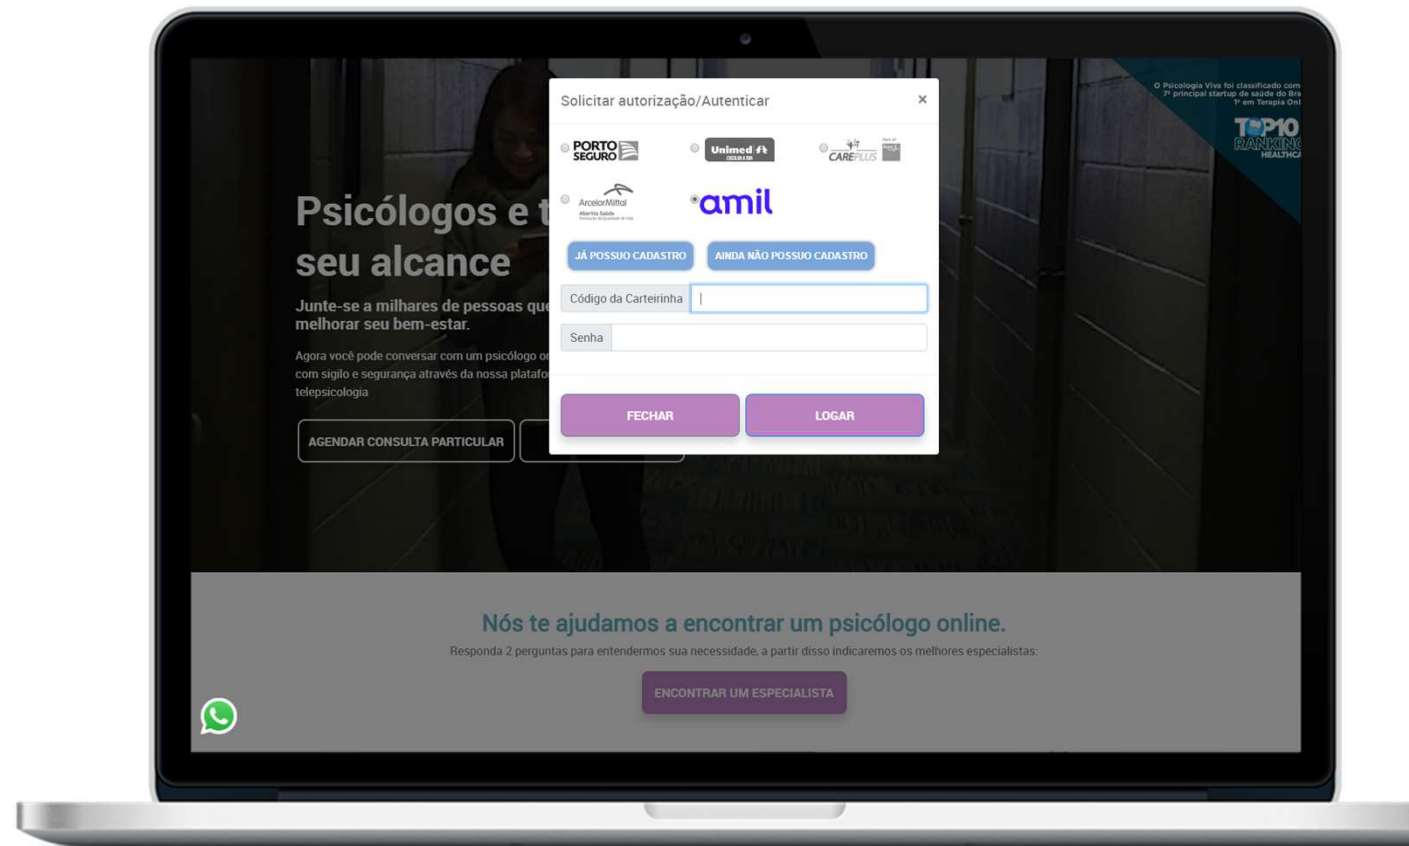 Solicitar autorização/Autenticar ×
PORTO SEGURO
Unimed
CAREPLUS
ArcelorMittal
Abertta Saúde
amil
JÁ POSSUO CADASTRO AINDA NÃO POSSUO CADASTRO
Código da Carteirinha
Senha
FECHAR LOGAR
O Psicologia Viva foi classificado com
7ª principal startup de saúde do Bra
1ª em Terapia Onl
TOP10
RANKING
HEALTHCA
Psicólogos e t
seu alcance
Junte-se a milhares de pessoas que
melhorar seu bem-estar.
Agora você pode conversar com um psicólogo on
com sigilo e segurança através da nossa platafo
telepsicologia
AGENDAR CONSULTA PARTICULAR
Nós te ajudamos a encontrar um psicólogo online.
Responda 2 perguntas para entendermos sua necessidade, a partir disso indicaremos os melhores especialistas:
ENCONTRAR UM ESPECIALISTA